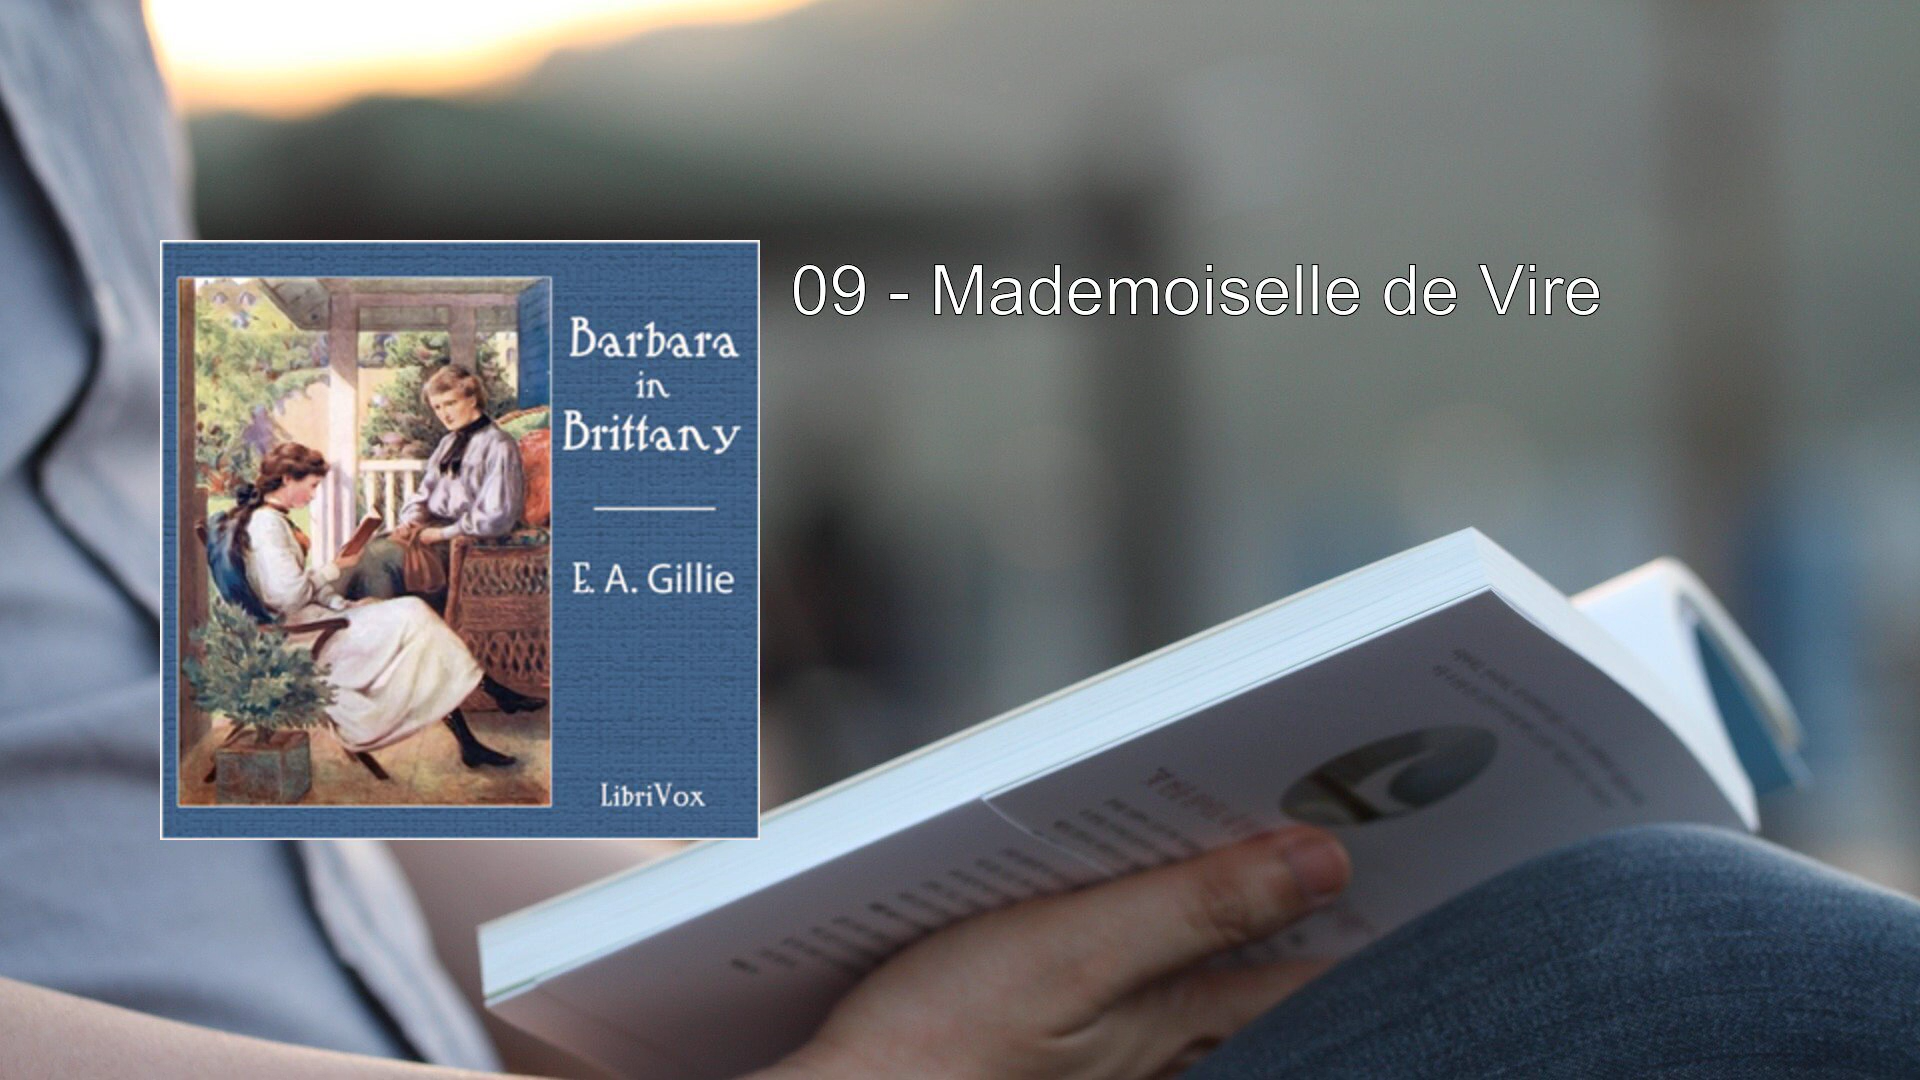 Barbara
in
Brittany
E. A. Gillie
LibriVox
09 - Mademoiselle de Vire